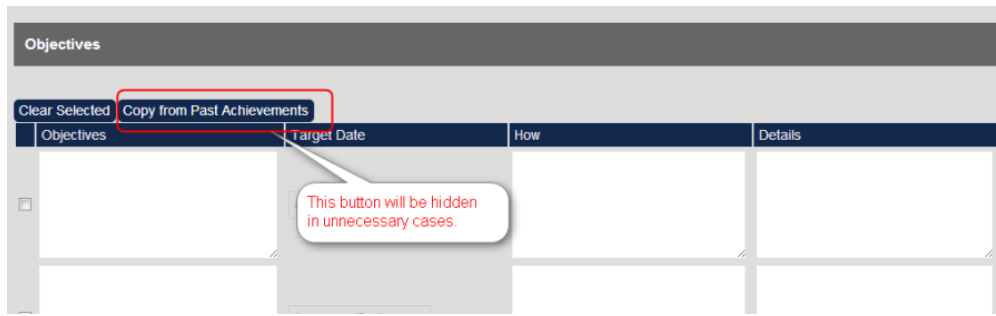 Objectives
Clear Selected Copy from Past Achievements
Objectives Target Date How Details
This button will be hidden
in unnecessary cases.